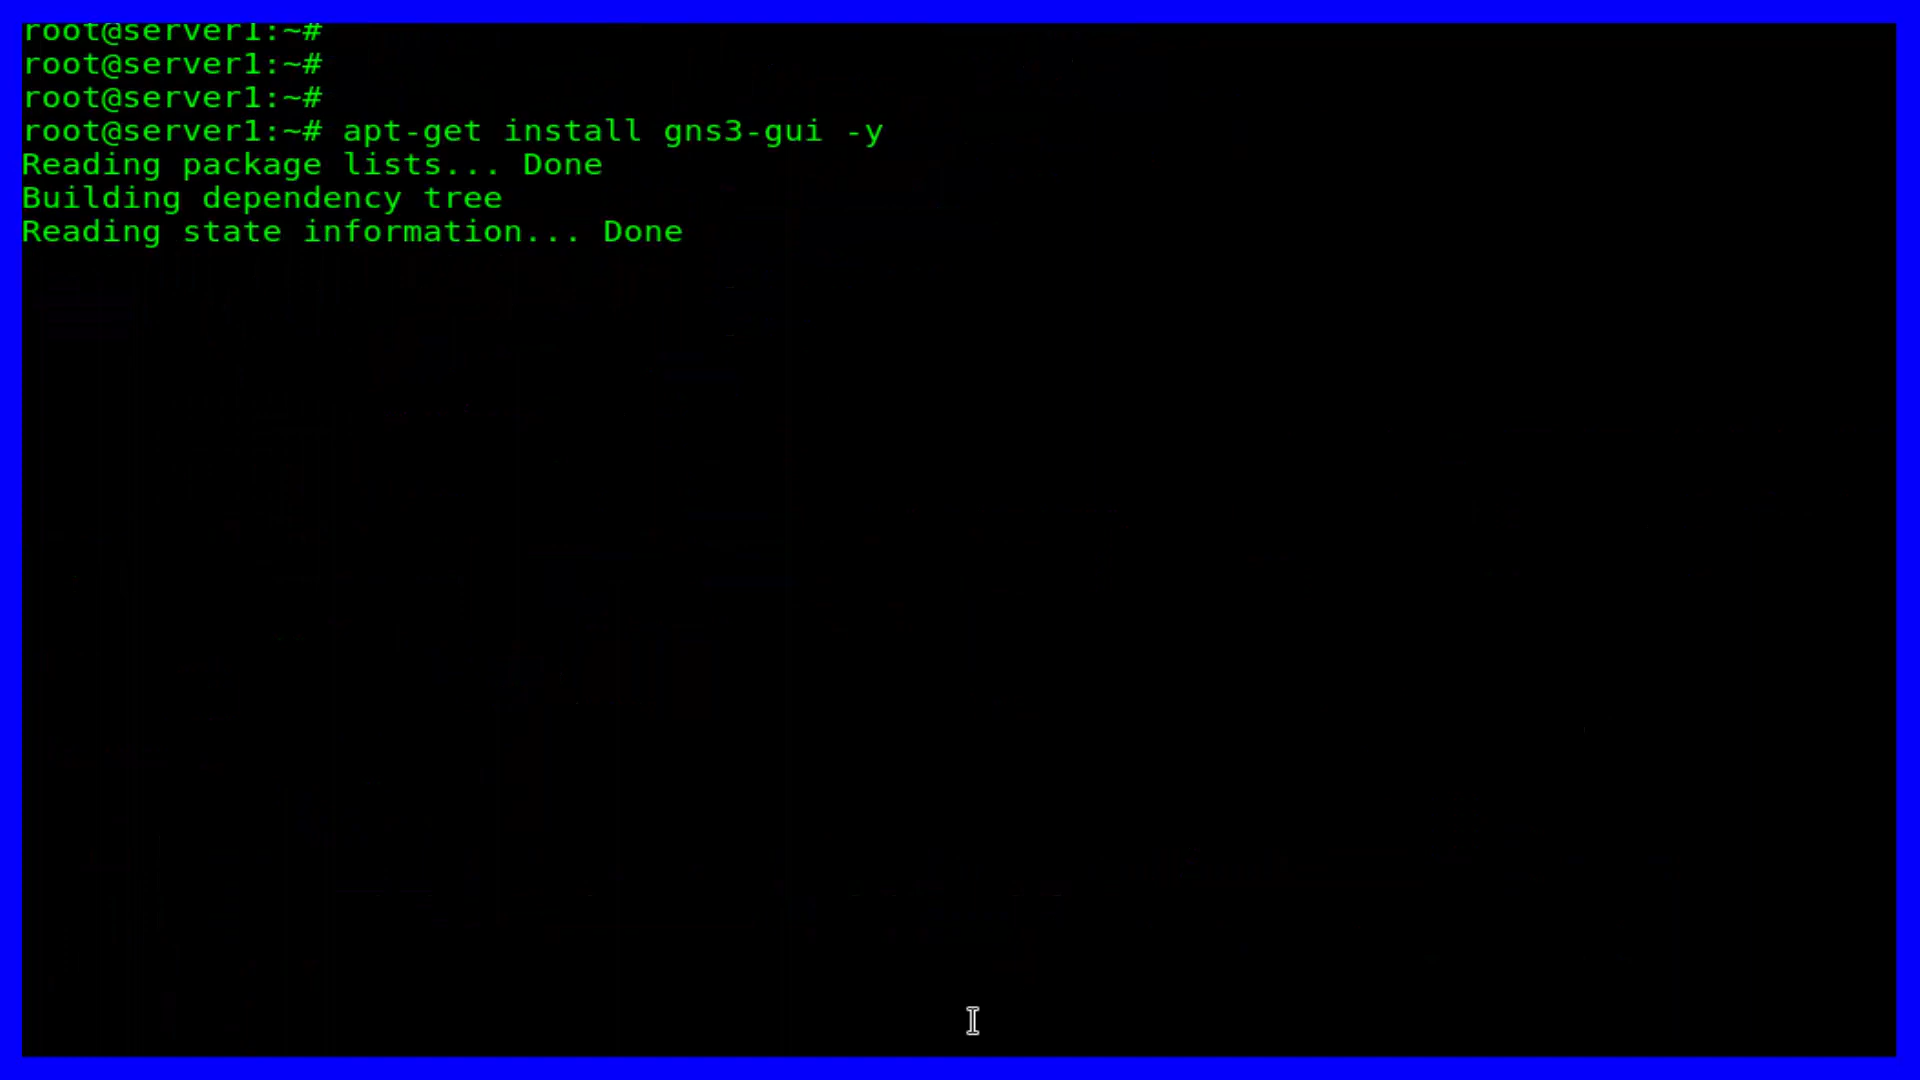 root@server1:~#
root@server1:~#
root@server1:~#
root@server1:~# apt-get install gns3-gui -y
Reading package lists... Done
Building dependency tree
Reading state information... Done